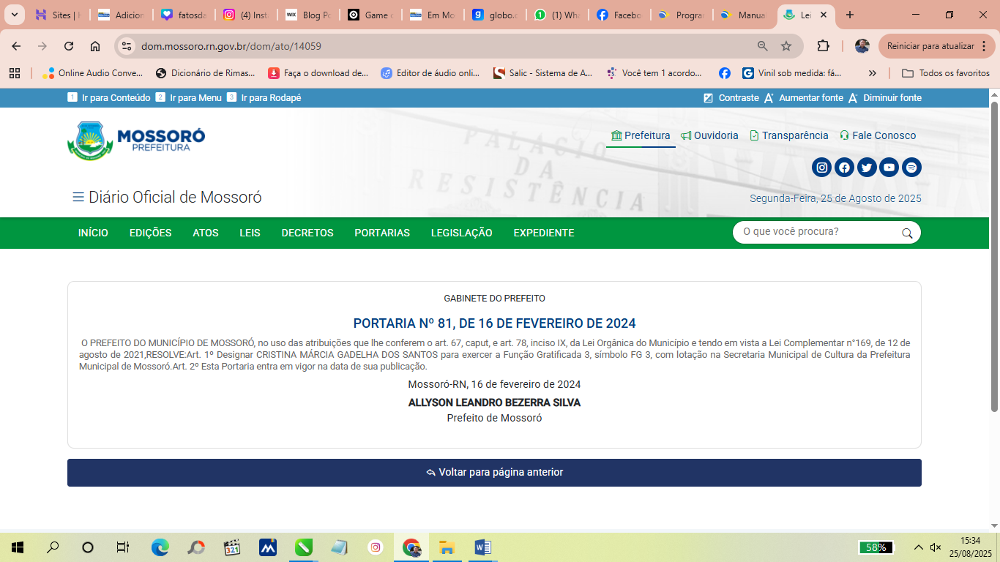 Sites | H
Adicion
fatosda
(4) Inst
WIX Blog Po
Game o
Em Mo
g globo.c
(1) Wha
Facebo
Progra
Manua
Lei
dom.mossoro.rn.gov.br/dom/ato/14059
Reiniciar para atualizar
Online Audio Conve...
Dicionário de Rimas...
Faça o download de...
Editor de áudio onli...
Salic - Sistema de A...
Você tem 1 acordo...
Vinil sob medida: fá...
»
Todos os favoritos
1 Ir para Conteúdo 2 Ir para Menu 3 Ir para Rodapé
Contraste A Aumentar fonte A Diminuir fonte
MOSSORÓ
PREFEITURA
PALÁCIO
DA
RESISTÊNCIA
Prefeitura Ouvidoria Transparência Fale Conosco
Diário Oficial de Mossoró
Segunda-Feira, 25 de Agosto de 2025
INÍCIO EDIÇÕES ATOS LEIS DECRETOS PORTARIAS LEGISLAÇÃO EXPEDIENTE
O que você procura?
GABINETE DO PREFEITO
PORTARIA Nº 81, DE 16 DE FEVEREIRO DE 2024
O PREFEITO DO MUNICÍPIO DE MOSSORÓ, no uso das atribuições que lhe conferem o art. 67, caput, e art. 78, inciso IX, da Lei Orgânica do Município e tendo em vista a Lei Complementar n°169, de 12 de
agosto de 2021,RESOLVE:Art. 1º Designar CRISTINA MÁRCIA GADELHA DOS SANTOS para exercer a Função Gratificada 3, símbolo FG 3, com lotação na Secretaria Municipal de Cultura da Prefeitura
Municipal de Mossoró.Art. 2º Esta Portaria entra em vigor na data de sua publicação.
Mossoró-RN, 16 de fevereiro de 2024
ALLYSON LEANDRO BEZERRA SILVA
Prefeito de Mossoró
Voltar para página anterior
321
58%
15:34
25/08/2025